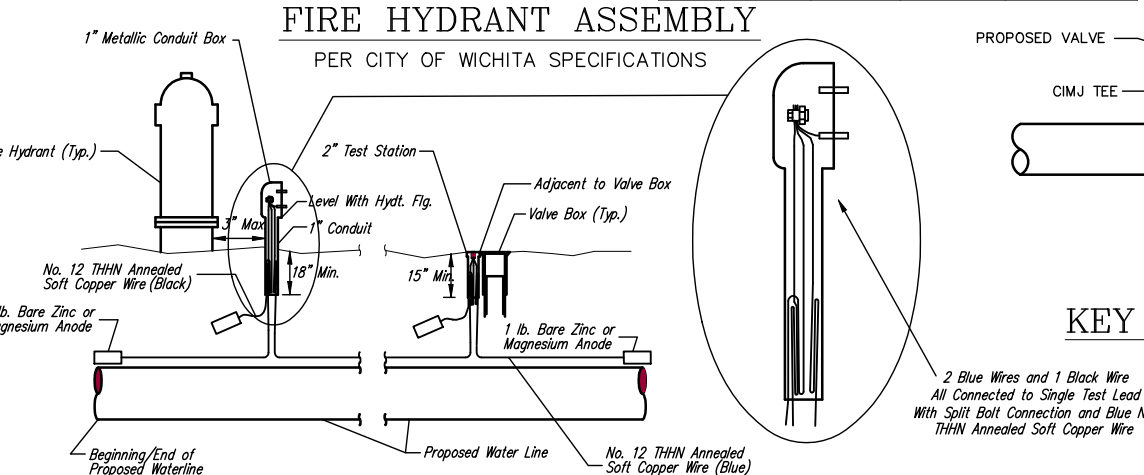 FIRE HYDRANT ASSEMBLY
PER CITY OF WICHITA SPECIFICATIONS
1" Metallic Conduit Box
PROPOSED VALVE
CIMJ TEE
Hydrant (Typ.)
2" Test Station
Adjacent to Valve Box
Level With Hydt. Flg.
Valve Box (Typ.)
3" Max
1" Conduit
No. 12 THHN Annealed
Soft Copper Wire (Black)
18" Min.
15" Min.
lb. Bare Zinc or
Magnesium Anode
1 lb. Bare Zinc or
Magnesium Anode
KEY
2 Blue Wires and 1 Black Wire
All Connected to Single Test Lead
With Split Bolt Connection and Blue
THHN Annealed Soft Copper Wire
Beginning/End of
Proposed Waterline
Proposed Water Line
No. 12 THHN Annealed
Soft Copper Wire (Blue)